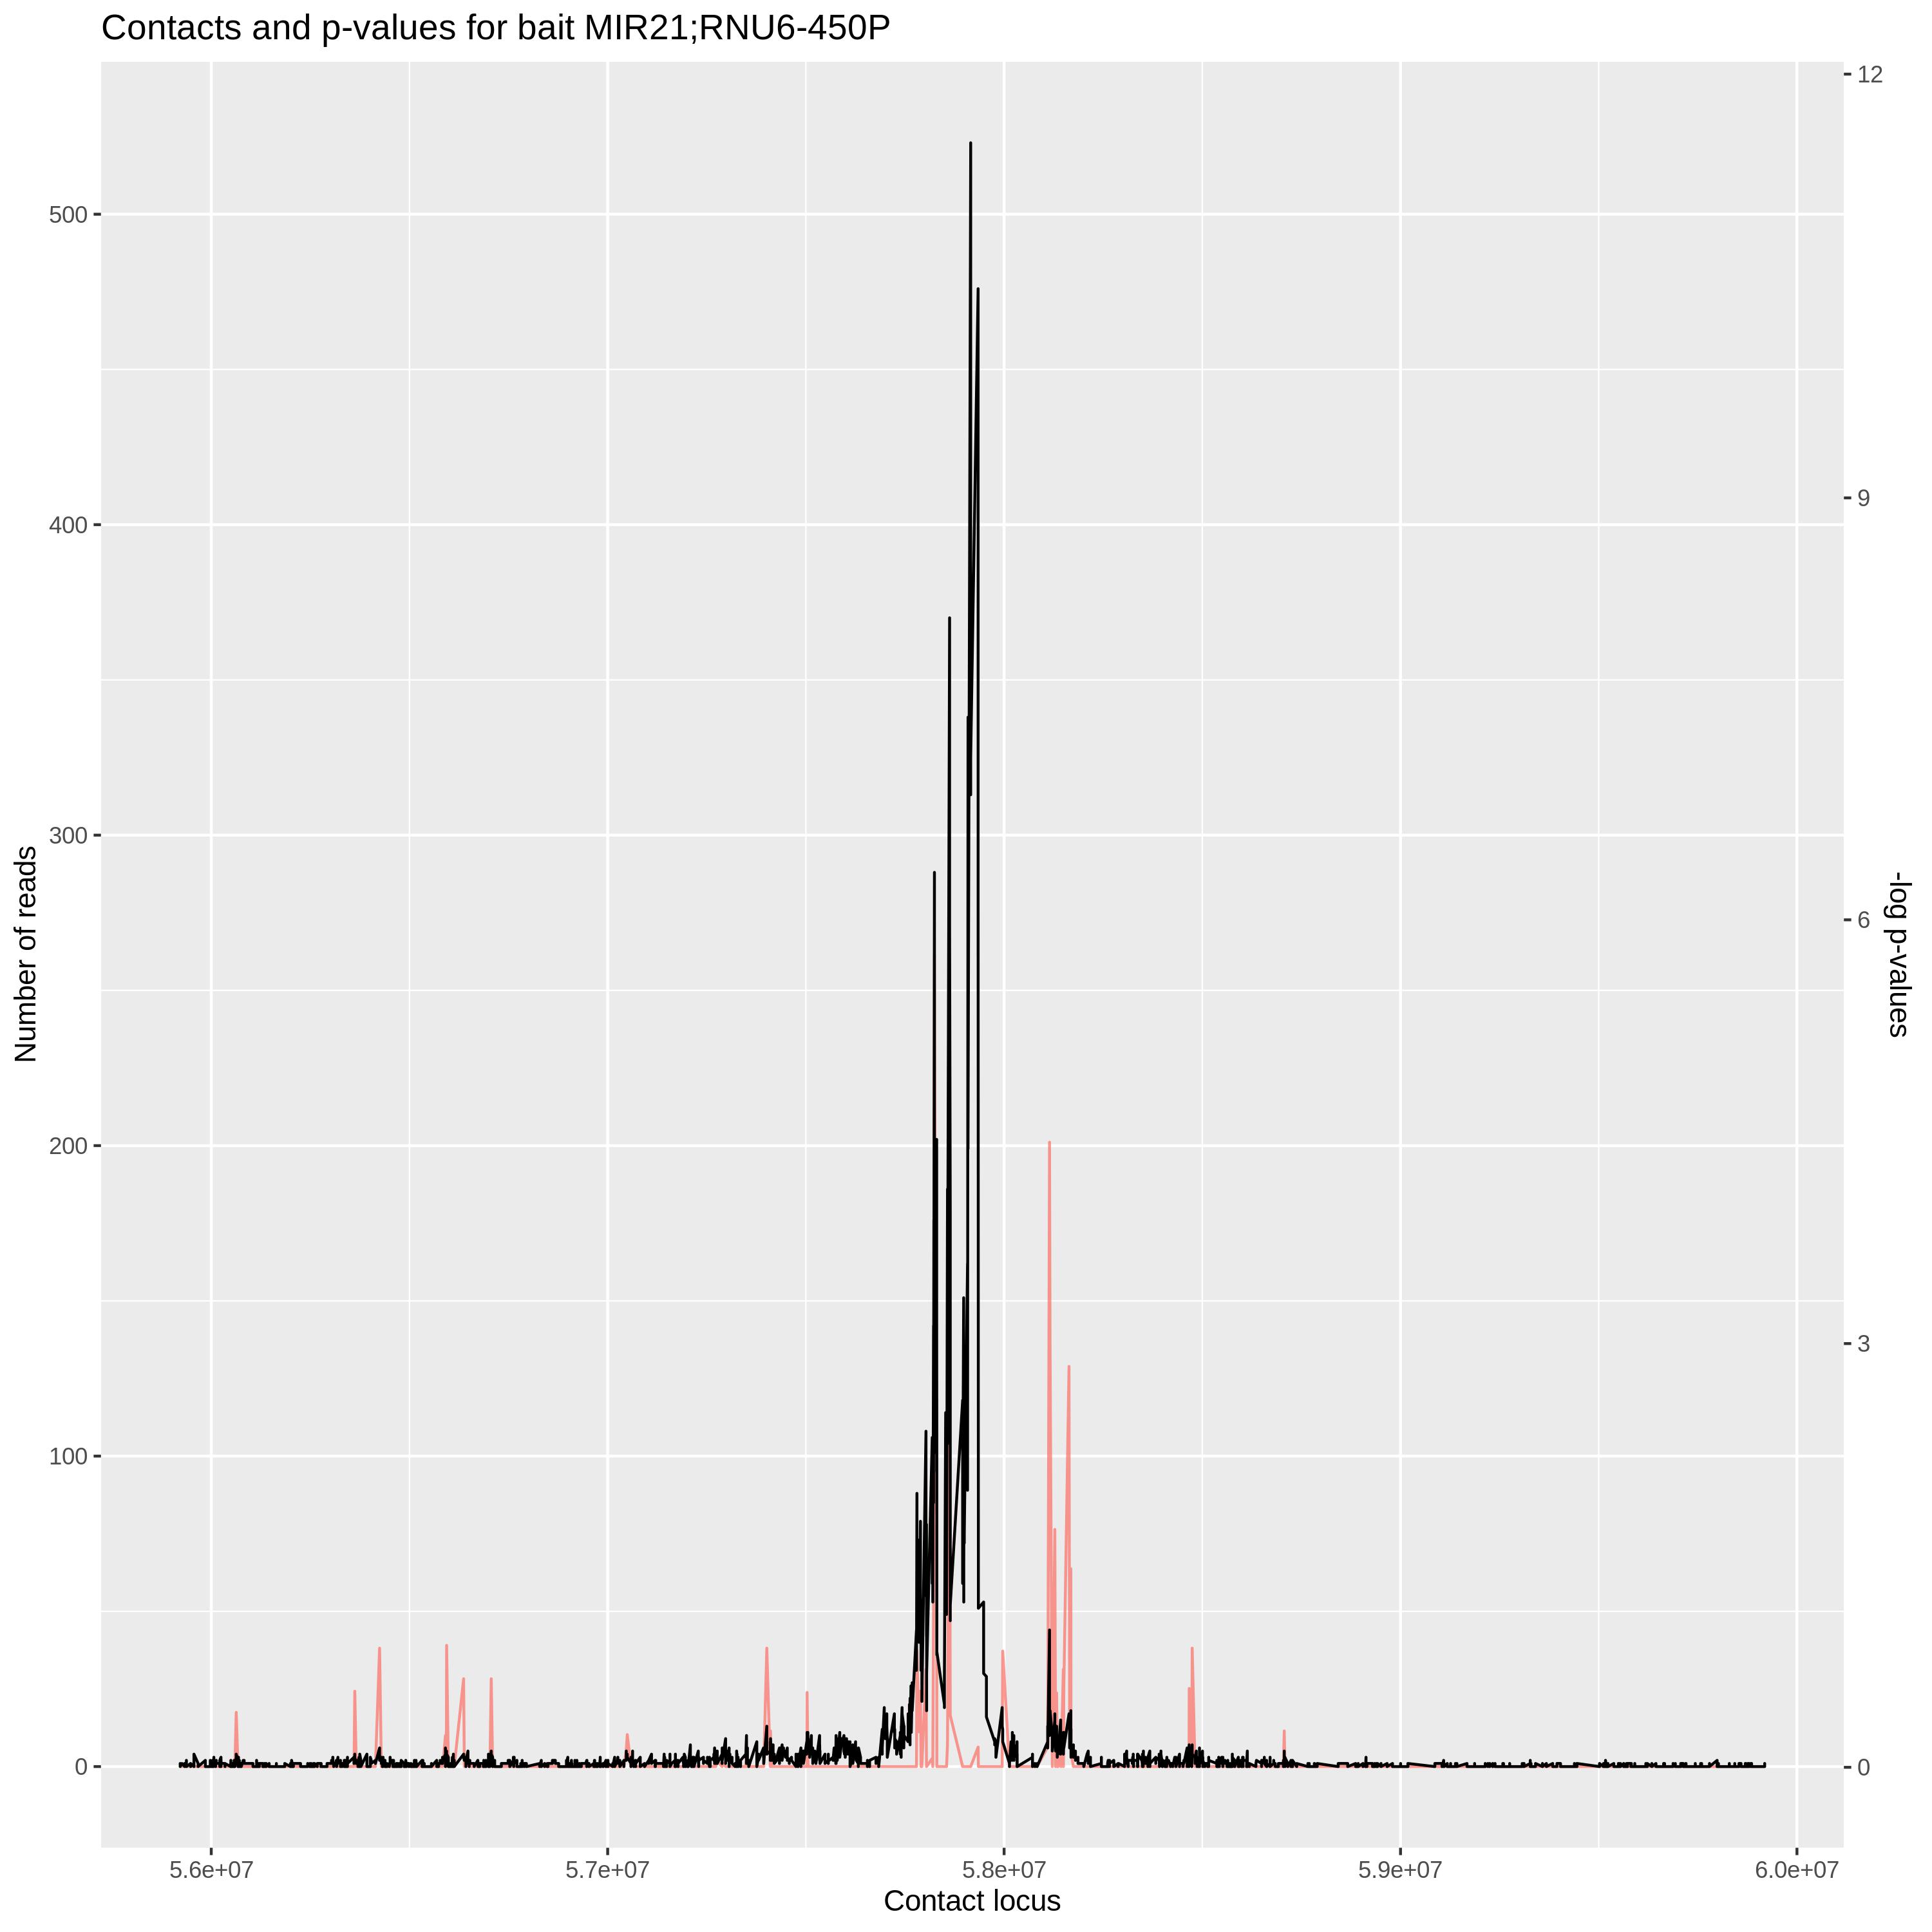 Contacts and p-values for bait MIR21;RNU6-450P
12
500
9
400
300
6
200
3
100
0
0
Number of reads
-log p-values
5.6e+07 5.7e+07 5.8e+07 5.9e+07 6.0e+07
Contact locus